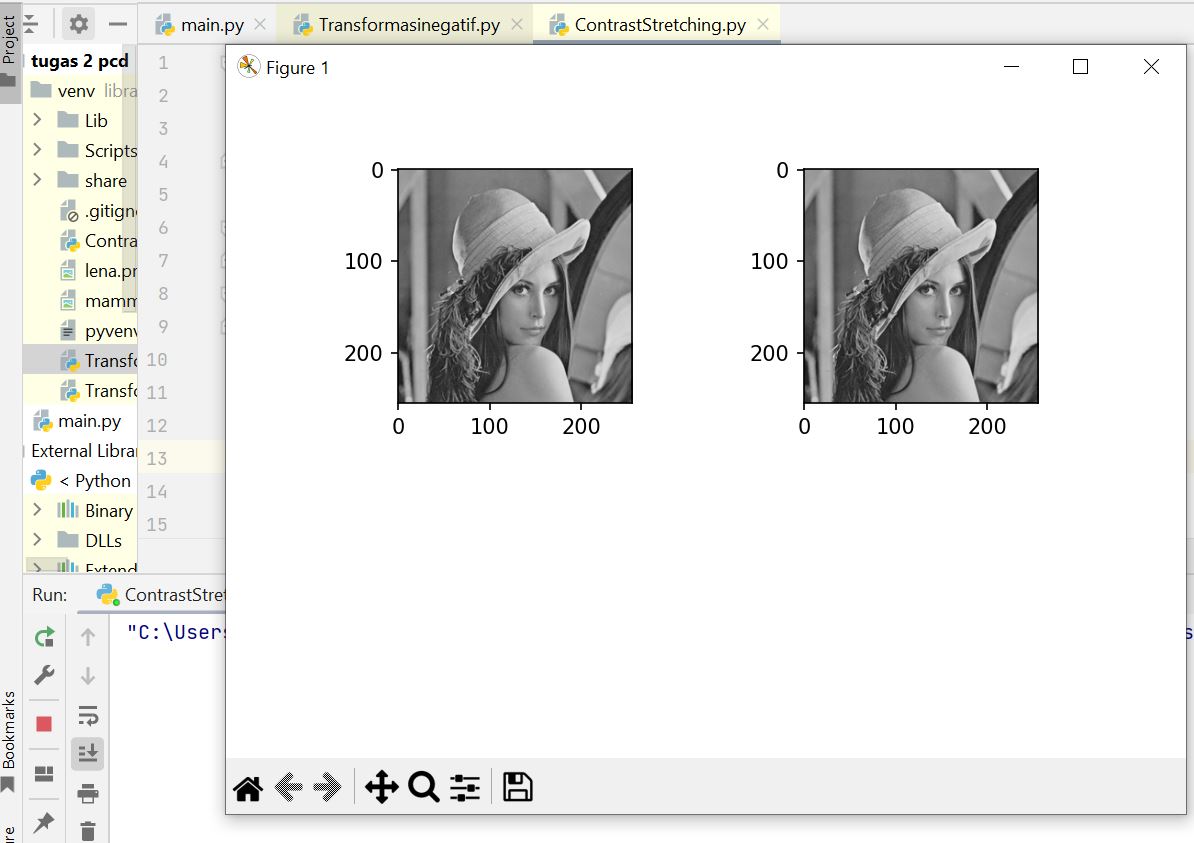 Project
main.py
Transformasinegatif.py
ContrastStretching.py
tugas 2 pcd
venv libra
Lib
Scripts
share
.gitign
Contra
lena.pr
mamm
pyven
Transfo
Transfo
main.py
External Librar
< Python
Binary
DLLs
Extend
1
2
3
4
5
6
7
8
9
10
11
12
13
14
15
Figure 1
0
100
200
0 100 200
0
100
200
0 100 200
Run:
ContrastStret
"C:\Users
s
Bookmarks
re